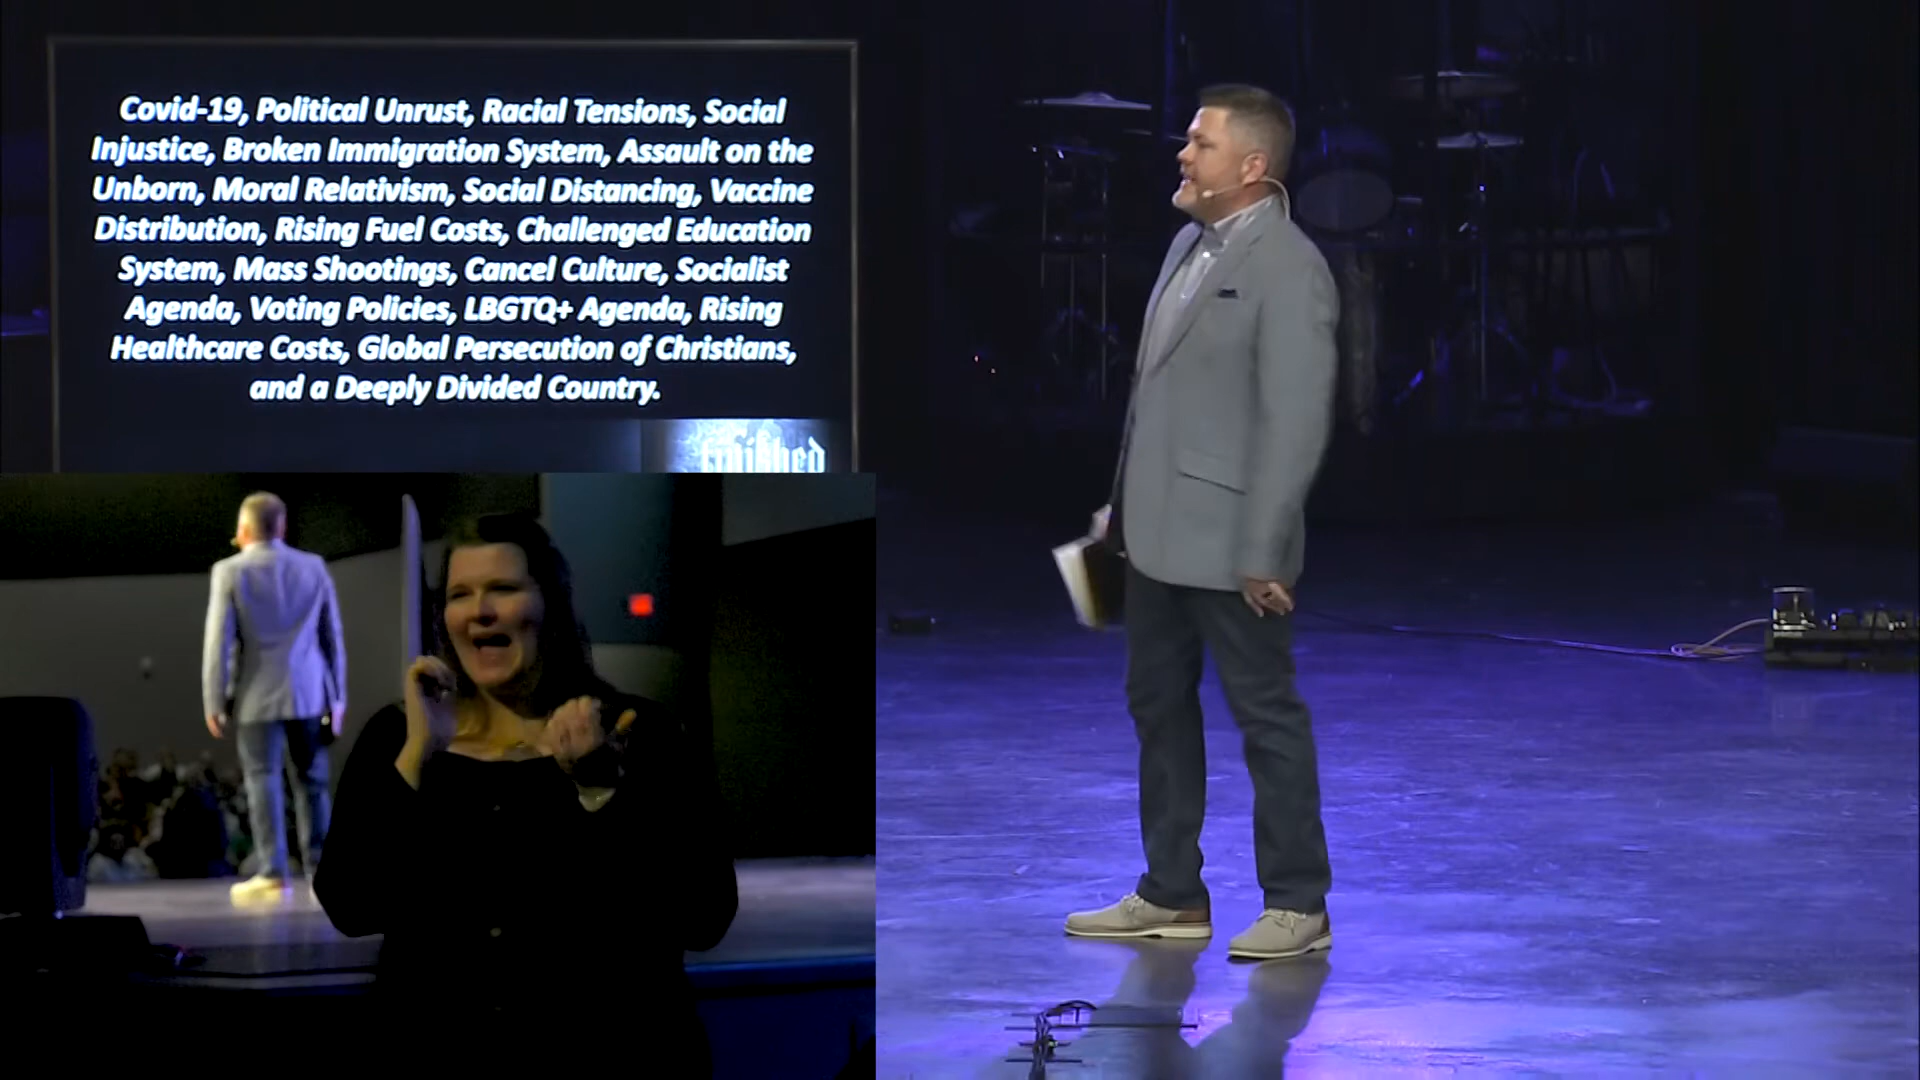 Covid-19, Political Unrust, Racial Tensions, Social
Injustice, Broken Immigration System, Assault on the
Unborn, Moral Relativism, Social Distancing, Vaccine
Distribution, Rising Fuel Costs, Challenged Education
System, Mass Shootings, Cancel Culture, Socialist
Agenda, Voting Policies, LBGTQ+ Agenda, Rising
Healthcare Costs, Global Persecution of Christians,
and a Deeply Divided Country.
finished